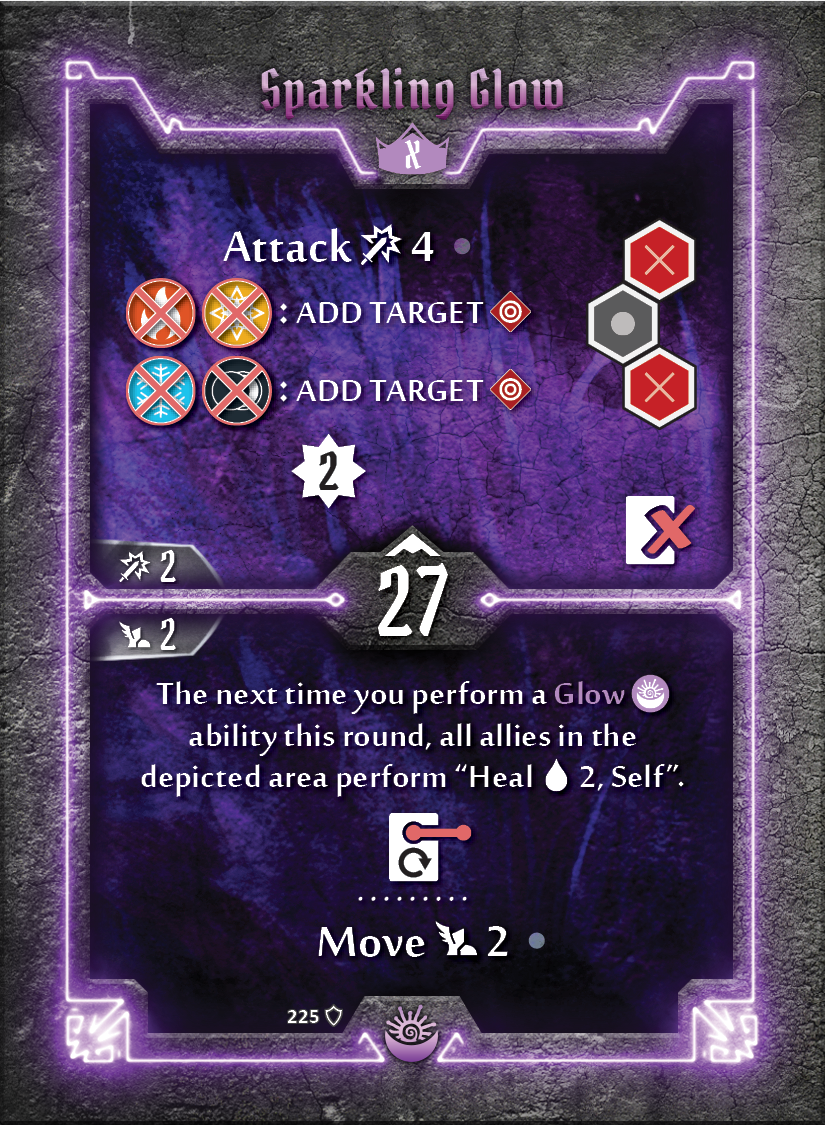 Sparkling Glow
X
Attack 4
: ADD TARGET
: ADD TARGET
2
2
27
2
The next time you perform a Glow
ability this round, all allies in the
depicted area perform “Heal 2, Self”.
Move 2
225